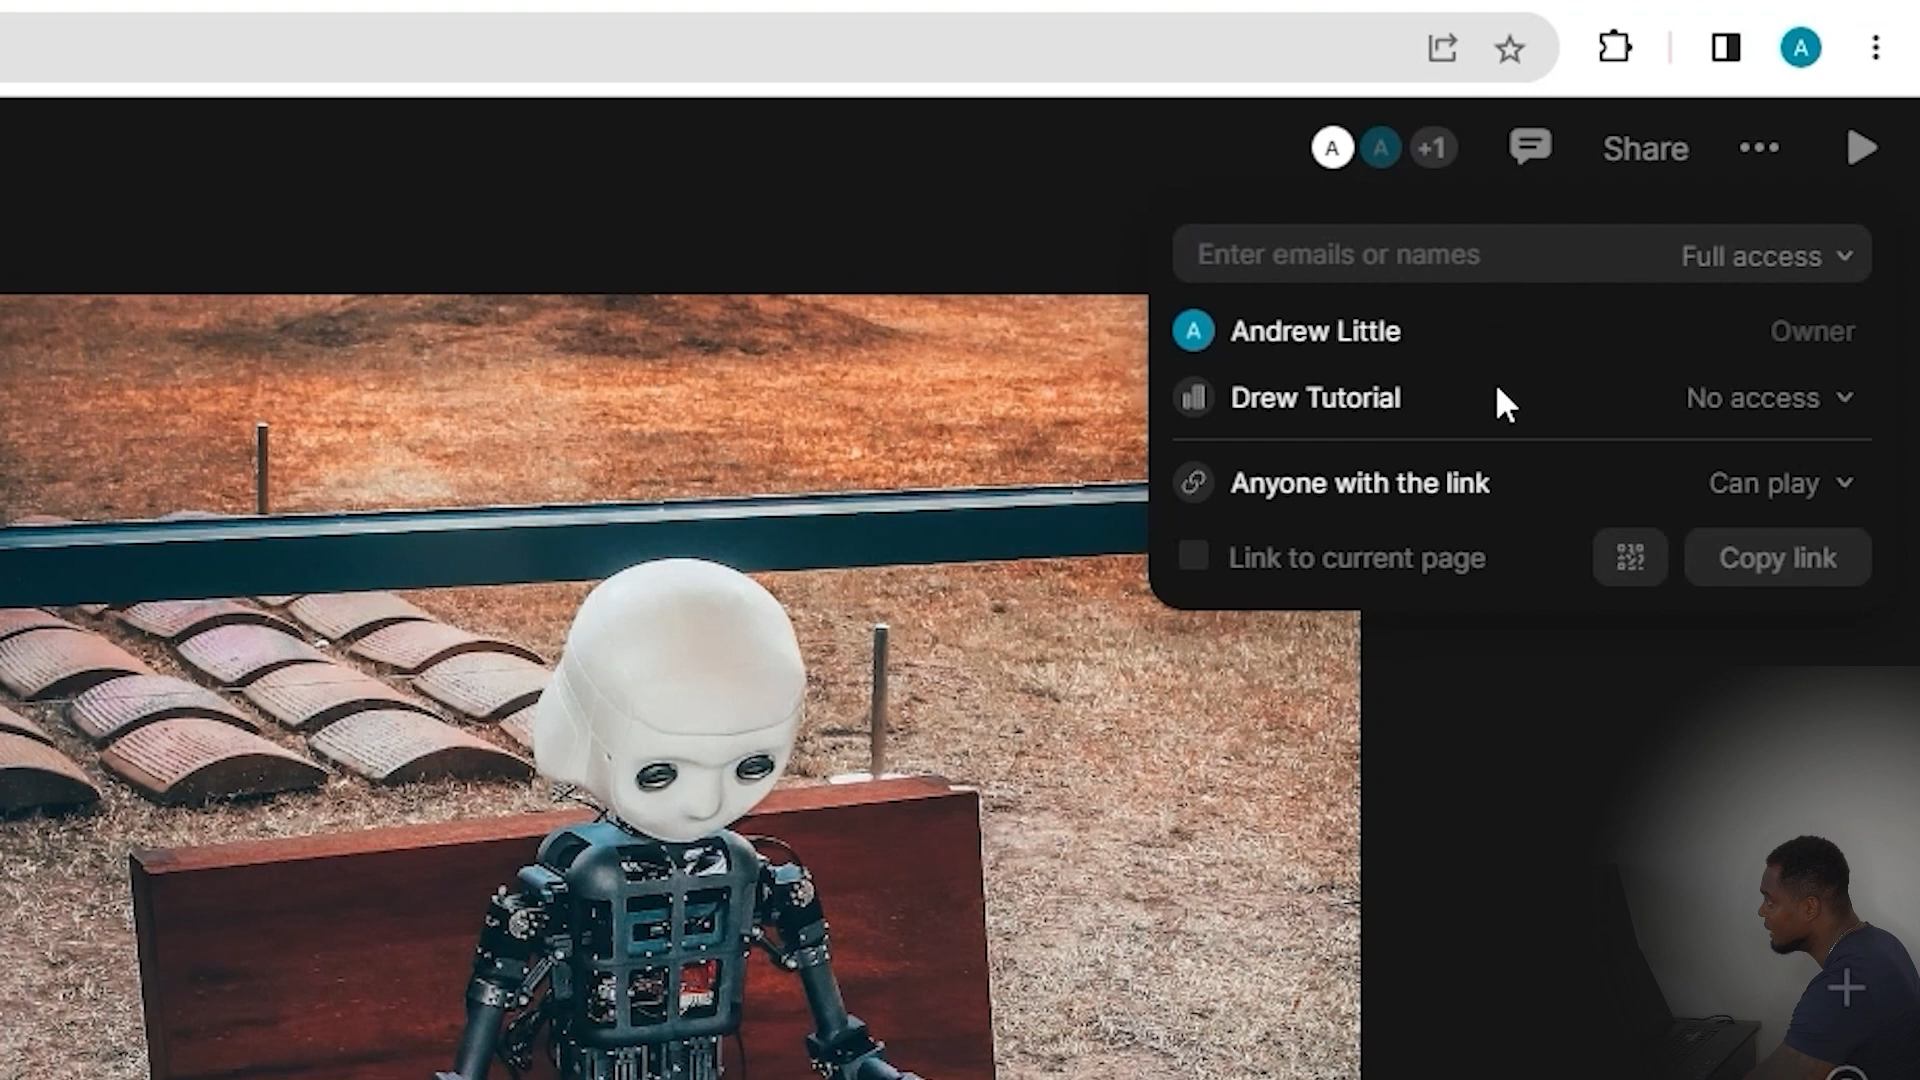 A
A A +1 Share
Enter emails or names Full access
A Andrew Little Owner
Drew Tutorial No access
Anyone with the link Can play
Link to current page Copy link